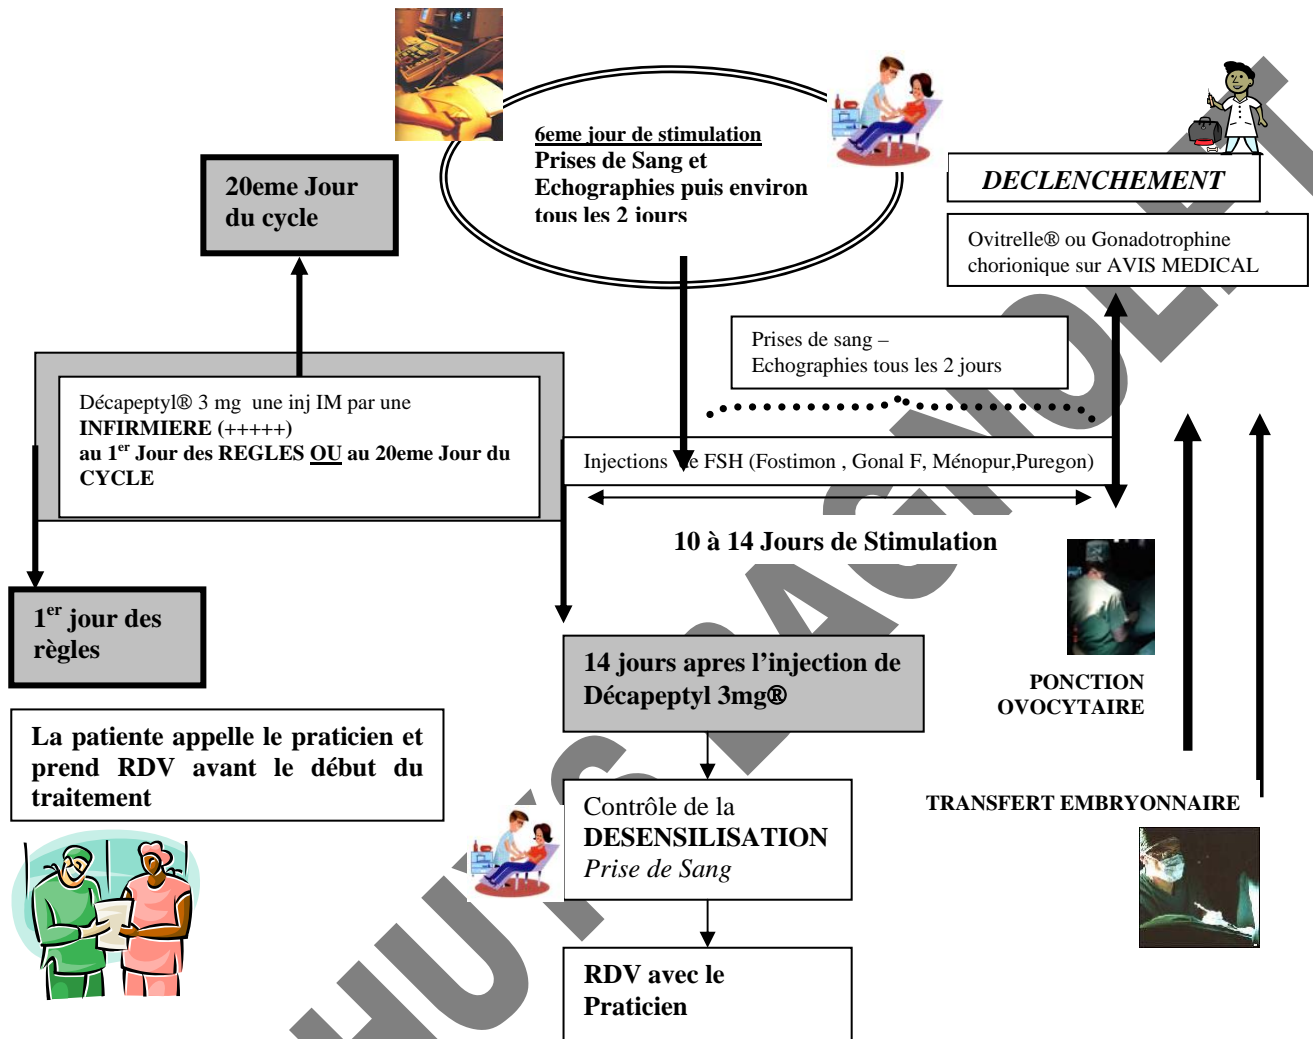 6eme jour de stimulation
Prises de Sang et
Echographies puis environ
tous les 2 jours
20eme Jour
du cycle
DECLENCHEMENT
Ovitrelle® ou Gonadotrophine
chorionique sur AVIS MEDICAL
Prises de sang –
Echographies tous les 2 jours
Décapeptyl® 3 mg une inj IM par une
INFIRMIERE (+++++)
au 1er Jour des REGLES OU au 20eme Jour du
CYCLE
Injections de FSH (Fostimon , Gonal F, Ménopur,Puregon)
10 à 14 Jours de Stimulation
1er jour des
règles
14 jours apres l’injection de
Décapeptyl 3mg®
PONCTION
OVOCYTAIRE
La patiente appelle le praticien et
prend RDV avant le début du
traitement
Contrôle de la
DESENSILISATION
Prise de Sang
TRANSFERT EMBRYONNAIRE
RDV avec le
Praticien